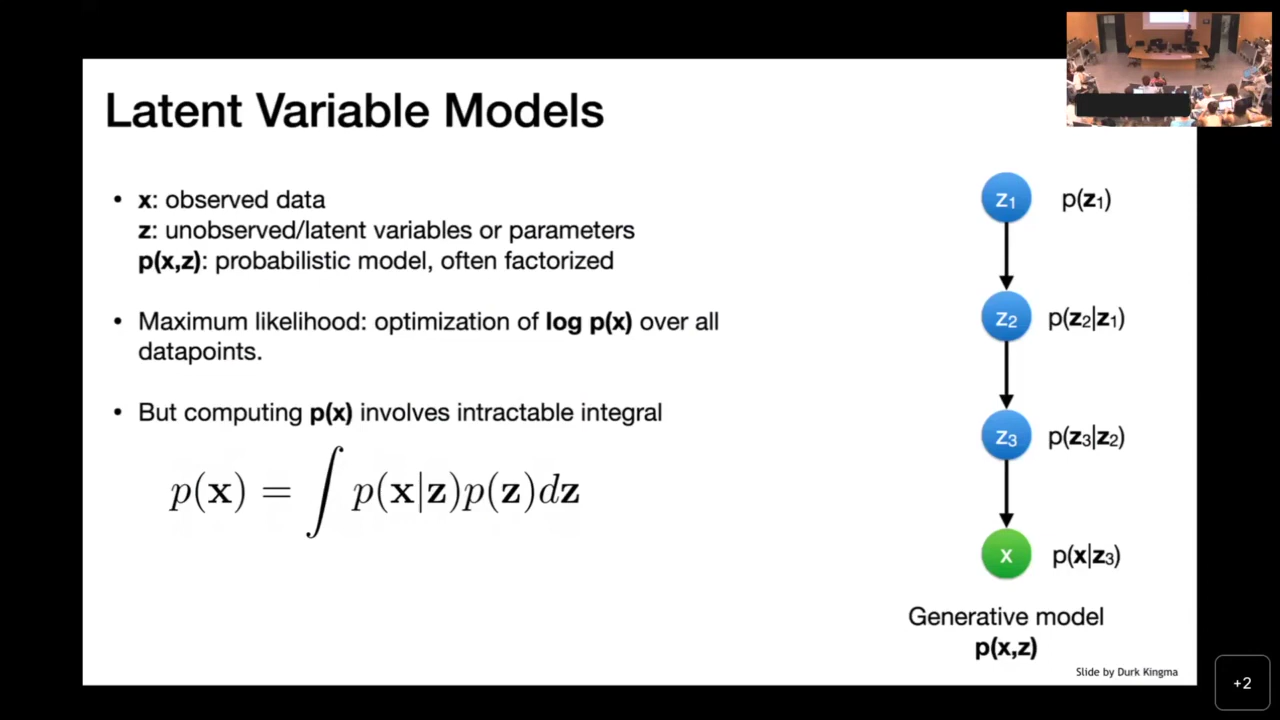 Latent Variable Models
• x: observed data
z: unobserved/latent variables or parameters
p(x,z): probabilistic model, often factorized
• Maximum likelihood: optimization of log p(x) over all
datapoints.
• But computing p(x) involves intractable integral
p(x) = ∫ p(x|z)p(z)dz
z₁ p(z₁)
z₂ p(z₂|z₁)
z₃ p(z₃|z₂)
x p(x|z₃)
Generative model
p(x,z)
Slide by Durk Kingma
+2